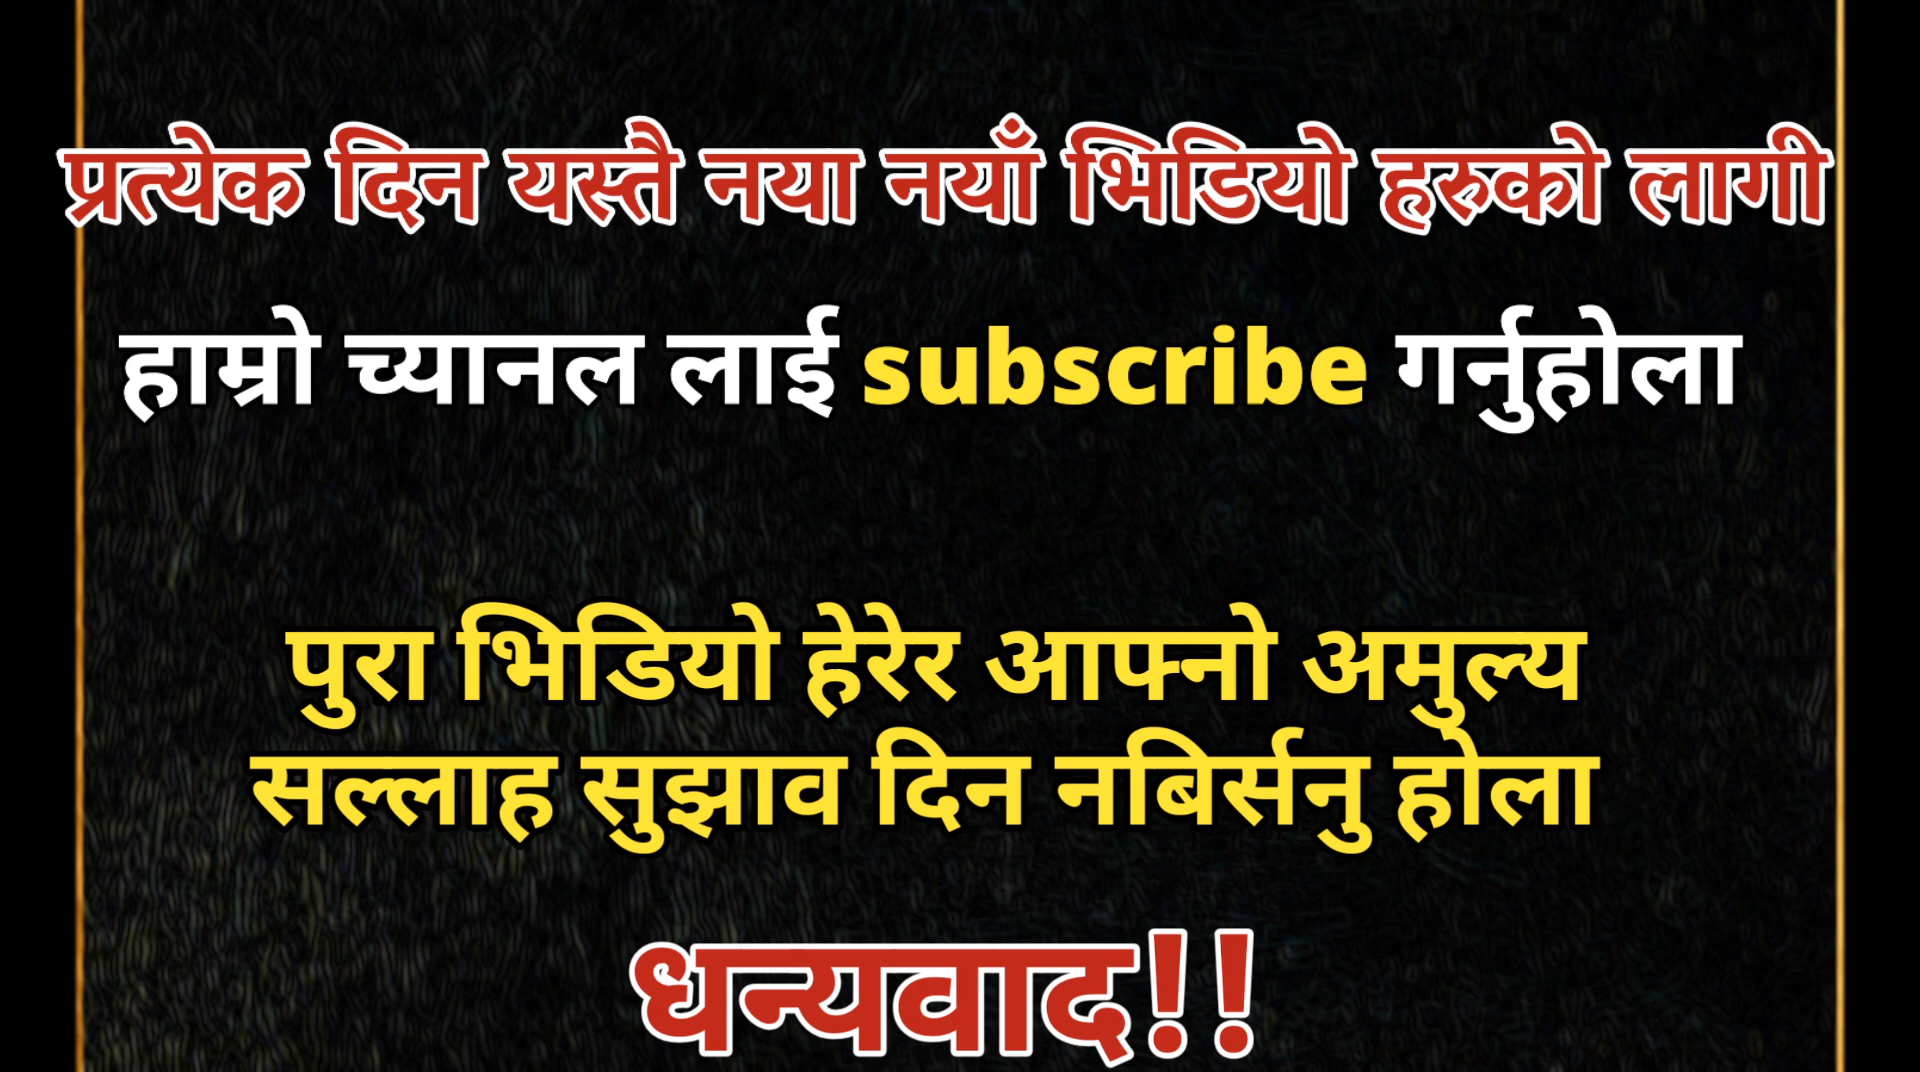 प्रत्येक दिन यस्तै नया नयाँ भिडियो हरुको लागी
हाम्रो च्यानल लाई subscribe गर्नुहोला
पुरा भिडियो हेरेर आफ्नो अमुल्य
सल्लाह सुझाव दिन नबिर्सनु होला
धन्यवाद!!